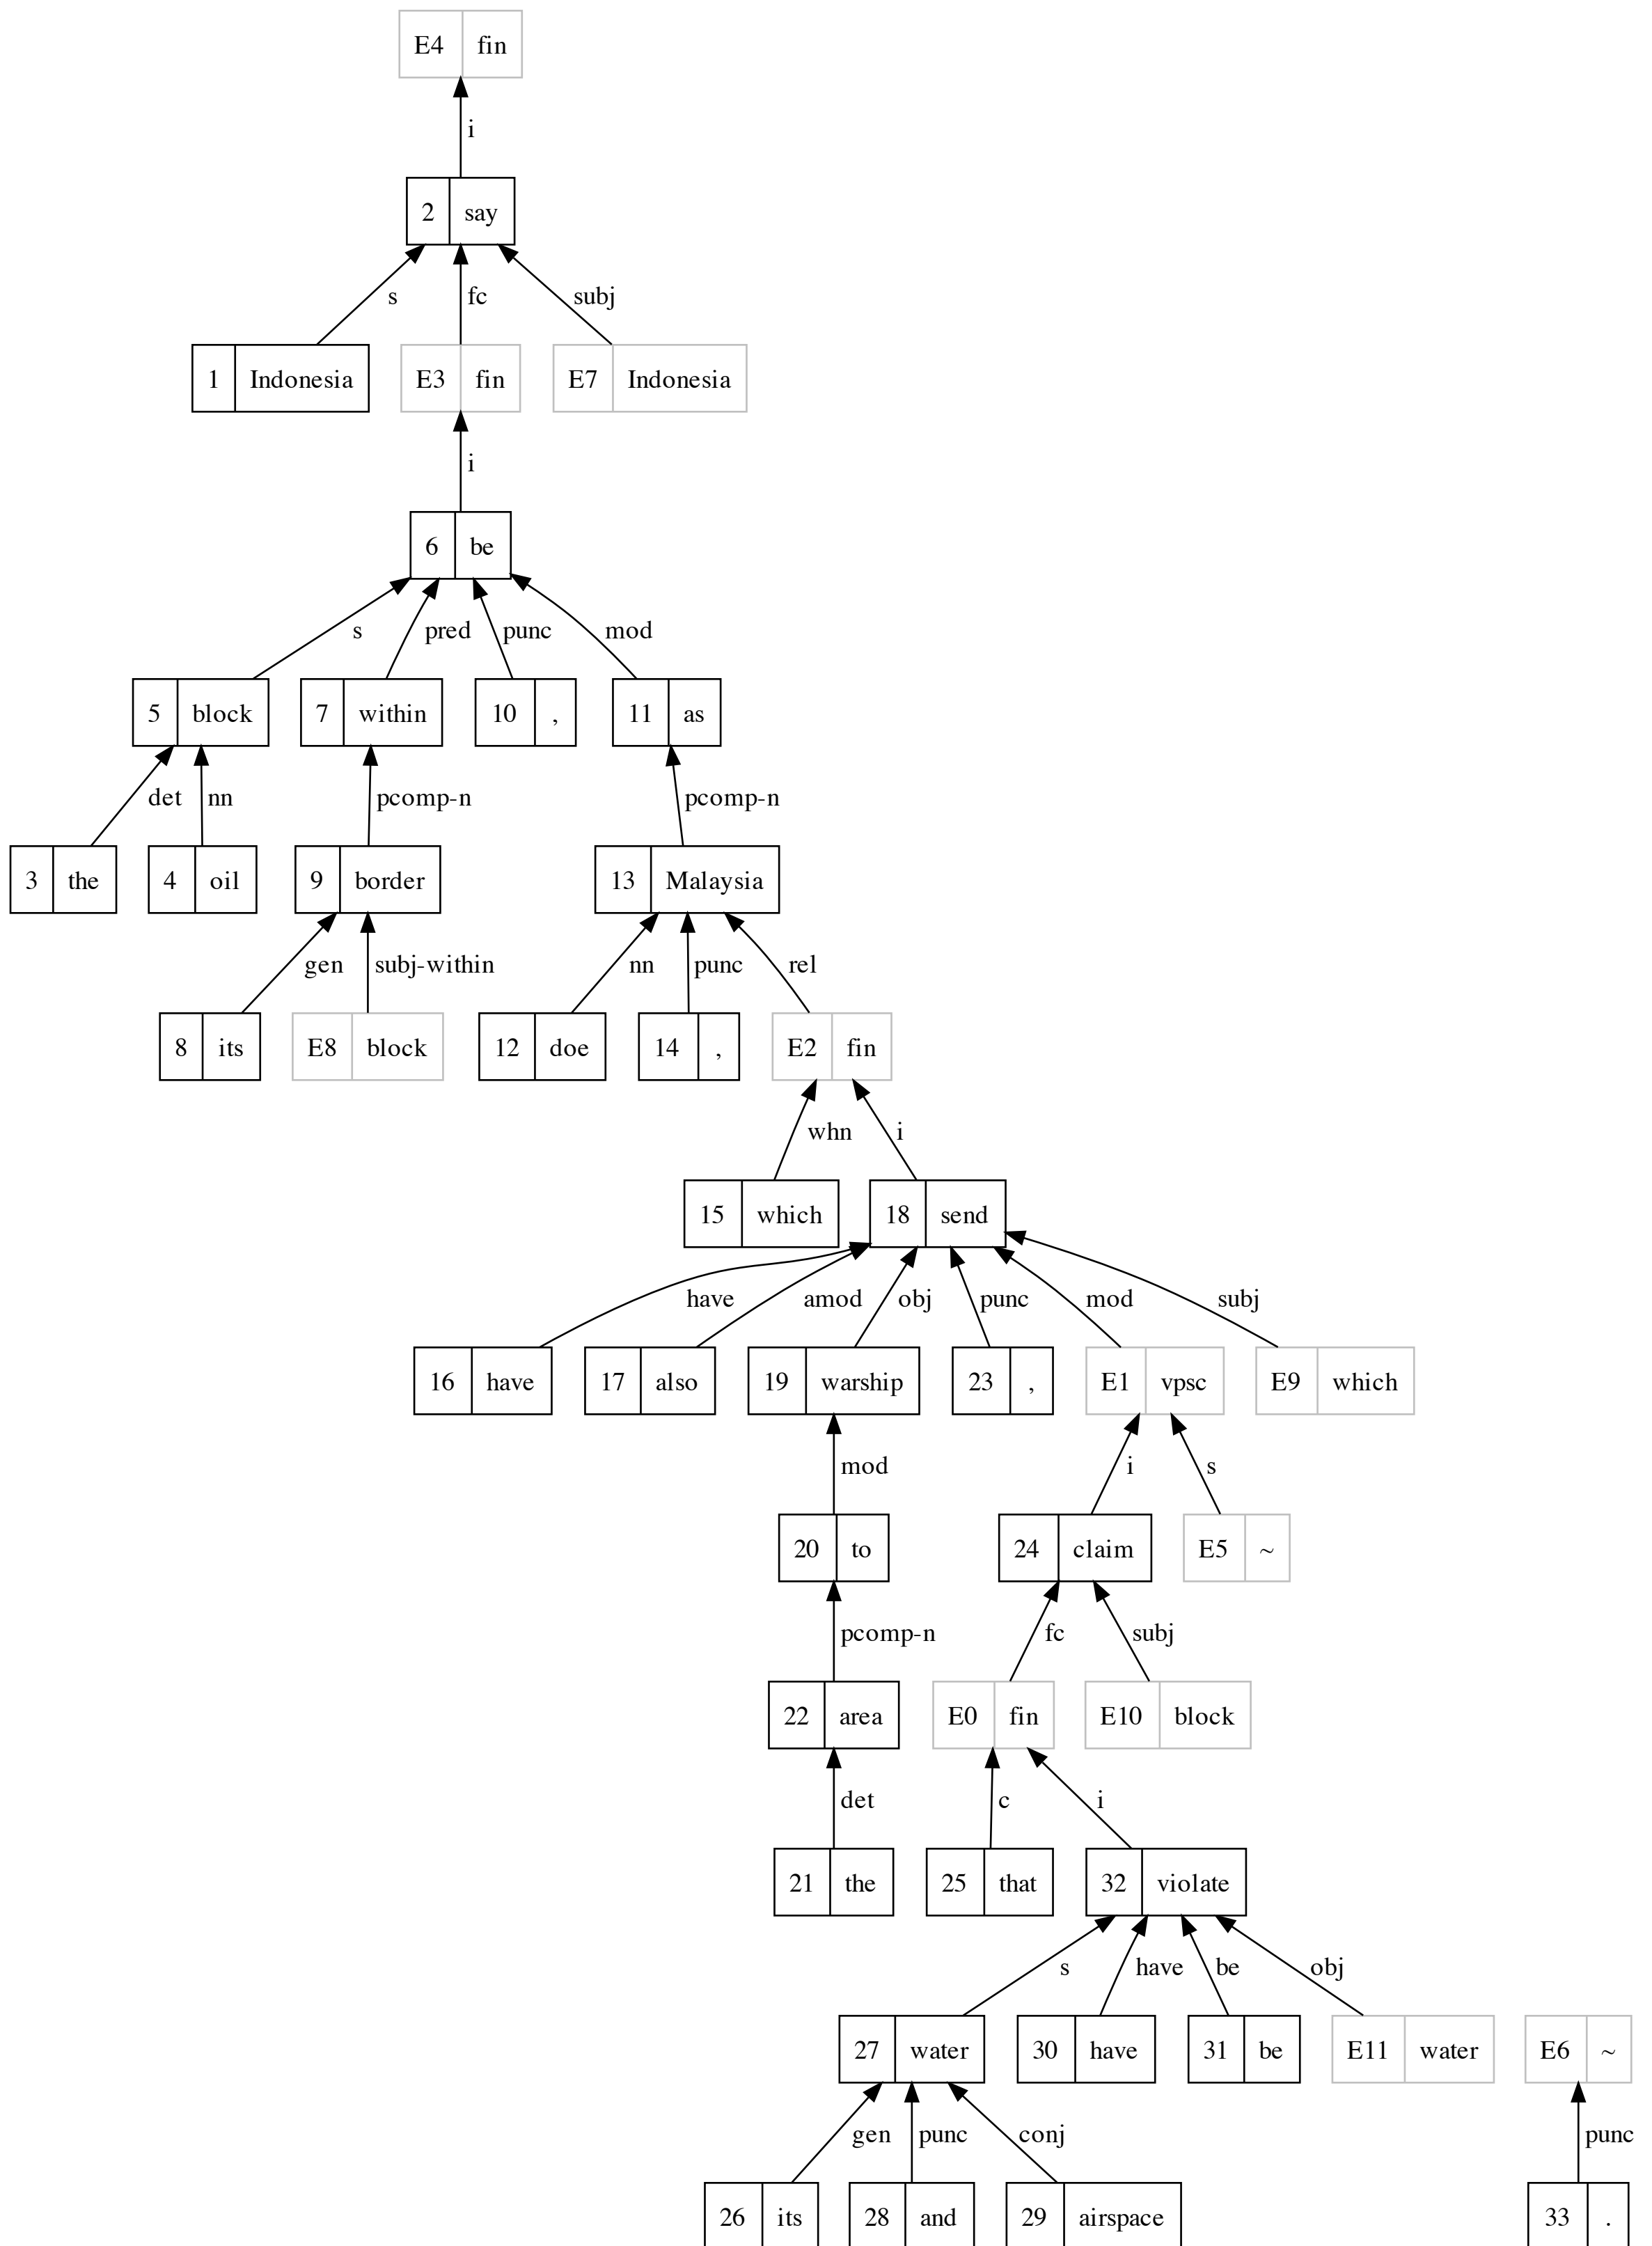 E4 fin
i
2 say
s fc subj
1 Indonesia E3 fin E7 Indonesia
i
6 be
s pred punc mod
5 block 7 within 10 , 11 as
det nn pcomp-n pcomp-n
3 the 4 oil 9 border 13 Malaysia
gen subj-within nn punc rel
8 its E8 block 12 doe 14 , E2 fin
whn i
15 which 18 send
have amod obj punc mod subj
16 have 17 also 19 warship 23 , E1 vpsc E9 which
mod i s
20 to 24 claim E5 ~
pcomp-n fc subj
22 area E0 fin E10 block
det c i
21 the 25 that 32 violate
s have be obj
27 water 30 have 31 be E11 water E6 ~
gen punc conj punc
26 its 28 and 29 airspace 33 .